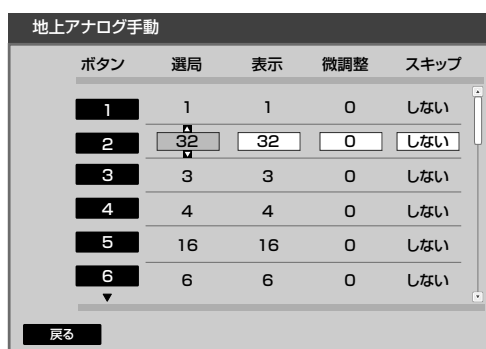 地上アナログ手動
ボタン 選局 表示 微調整 スキップ
1 1 1 0 しない
2 32 32 0 しない
3 3 3 0 しない
4 4 4 0 しない
5 16 16 0 しない
6 6 6 0 しない
戻る